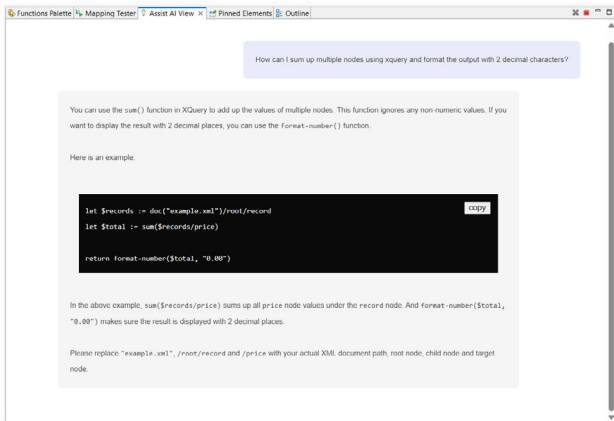 Functions Palette Mapping Tester Assist AI View Pinned Elements Outline
How can I sum up multiple nodes using xquery and format the output with 2 decimal characters?
You can use the sum() function in XQuery to add up the values of multiple nodes. This function ignores any non-numeric values. If you
want to display the result with 2 decimal places, you can use the format-number() function.
Here is an example:
copy
let $records := doc("example.xml")/root/record
let $total := sum($records/price)
return format-number($total, "0.00")
In the above example, sum($records/price) sums up all price node values under the record node. And format-number($total,
"0.00") makes sure the result is displayed with 2 decimal places.
Please replace "example.xml", /root/record and /price with your actual XML document path, root node, child node and target
node.